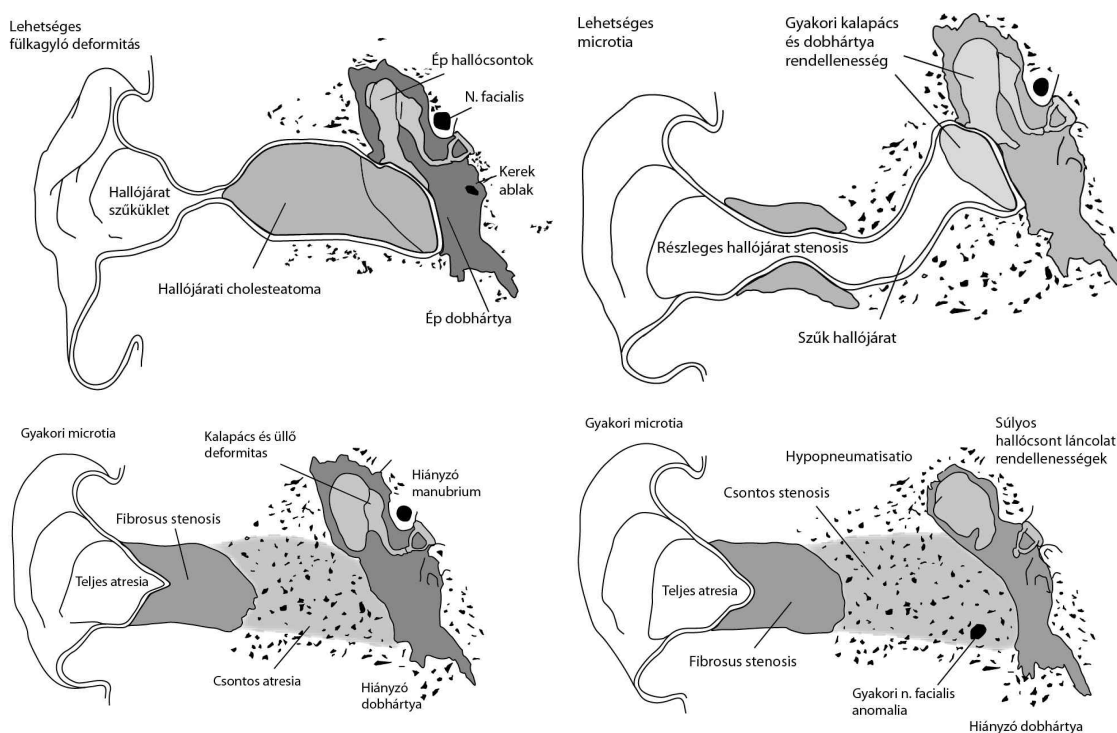 Lehetséges
fülkagyló deformitás
Ép hallócsontok
N. facialis
Kerek
ablak
Hallójárat
szűküklet
Hallójárati cholesteatoma
Ép dobhártya
Lehetséges
microtia
Gyakori kalapács
és dobhártya
rendellenesség
Részleges hallójárat stenosis
Szűk hallójárat
Gyakori microtia
Kalapács és üllő
deformitas
Hiányzó
manubrium
Fibrosus stenosis
Teljes atresia
Csontos atresia
Hiányzó
dobhártya
Gyakori microtia
Súlyos
hallócsont láncolat
rendellenességek
Hypopneumatisatio
Csontos stenosis
Teljes atresia
Fibrosus stenosis
Gyakori n. facialis
anomalia
Hiányzó dobhártya